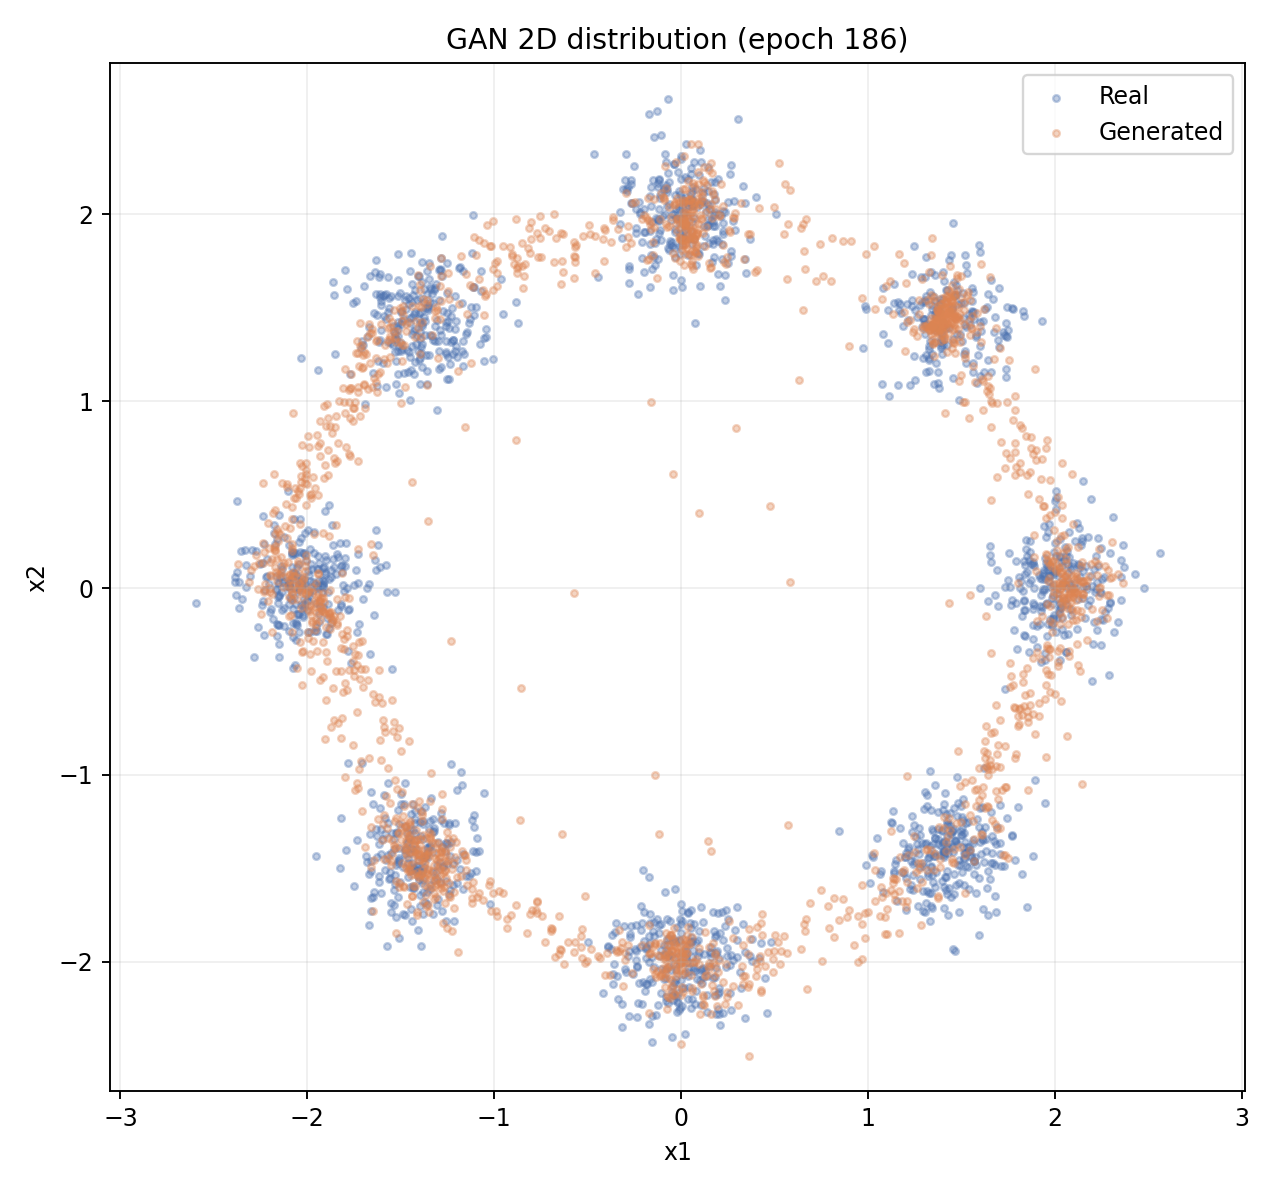 GAN 2D distribution (epoch 186)
Real
Generated
2
1
0
−1
−2
x2
−3
−2
−1
0
1
2
3
x1